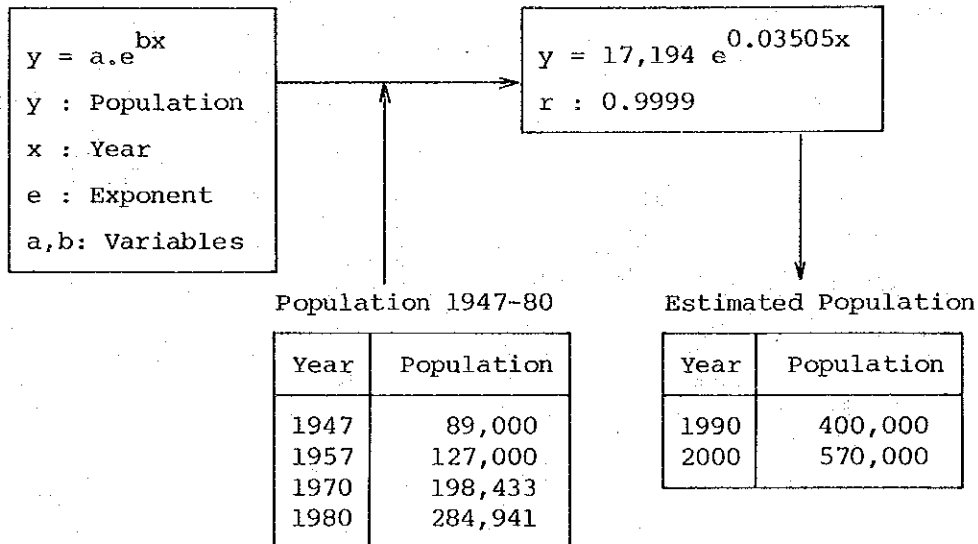 y = a.e^bx
y : Population
x : Year
e : Exponent
a,b: Variables
y = 17,194 e^0.03505x
r : 0.9999
Population 1947-80
Year Population
1947 89,000
1957 127,000
1970 198,433
1980 284,941
Estimated Population
Year Population
1990 400,000
2000 570,000